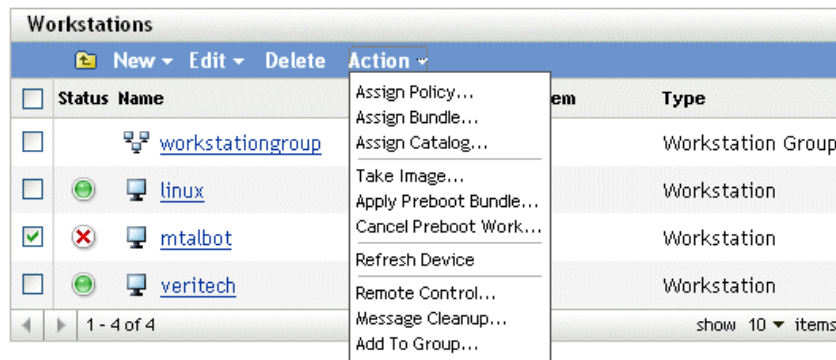 Workstations
New Edit Delete Action
Status Name em Type
workstationgroup Workstation Group
linux Workstation
mtalbot Workstation
veritech Workstation
1 - 4 of 4 show 10 items
Assign Policy...
Assign Bundle...
Assign Catalog...
Take Image...
Apply Preboot Bundle...
Cancel Preboot Work...
Refresh Device
Remote Control...
Message Cleanup...
Add To Group...